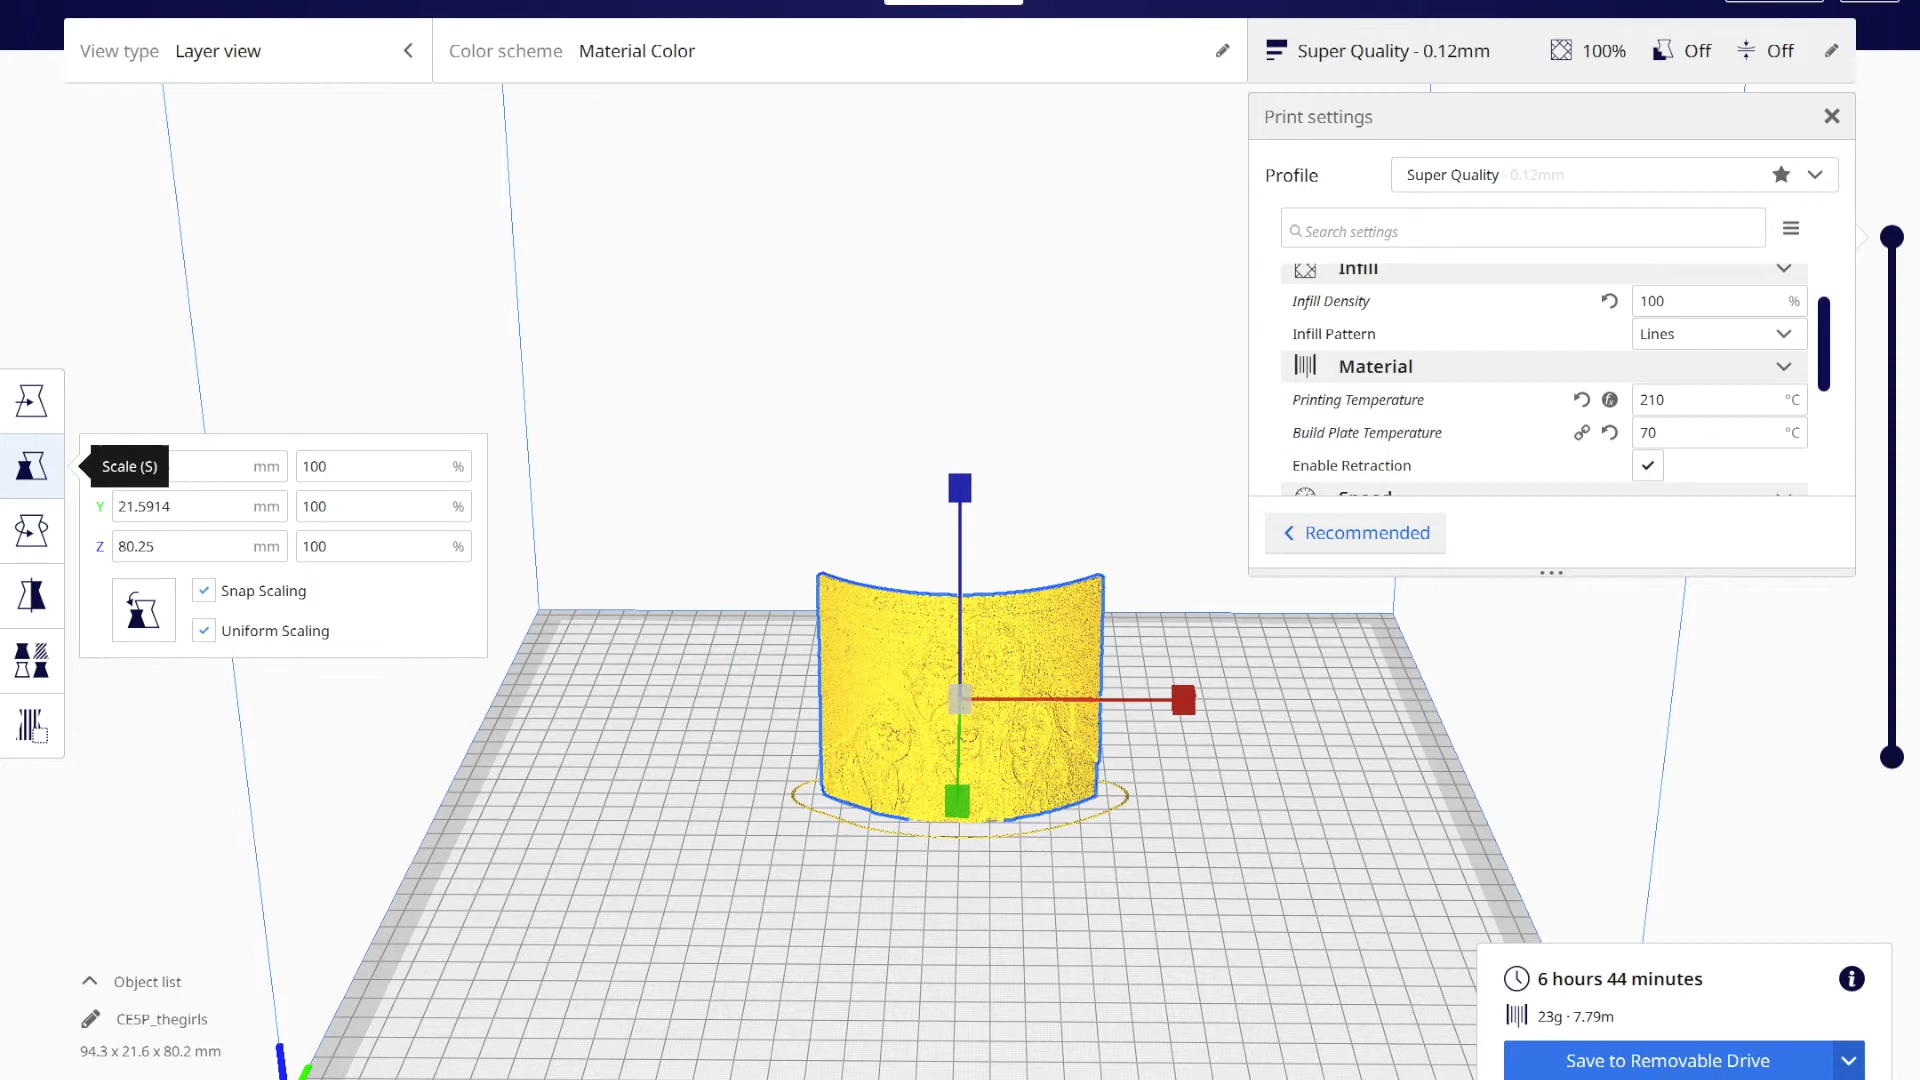 View type Layer view
Color scheme Material Color
Super Quality - 0.12mm 100% Off Off
Print settings
Profile Super Quality - 0.12mm
Search settings
Infill
Infill Density 100 %
Infill Pattern Lines
Material
Printing Temperature 210 °C
Build Plate Temperature 70 °C
Enable Retraction
Speed
Recommended
Scale (S) mm 100 %
Y 21.5914 mm 100 %
Z 80.25 mm 100 %
Snap Scaling
Uniform Scaling
Object list
CE5P_thegirls
94.3 x 21.6 x 80.2 mm
6 hours 44 minutes
23g · 7.79m
Save to Removable Drive